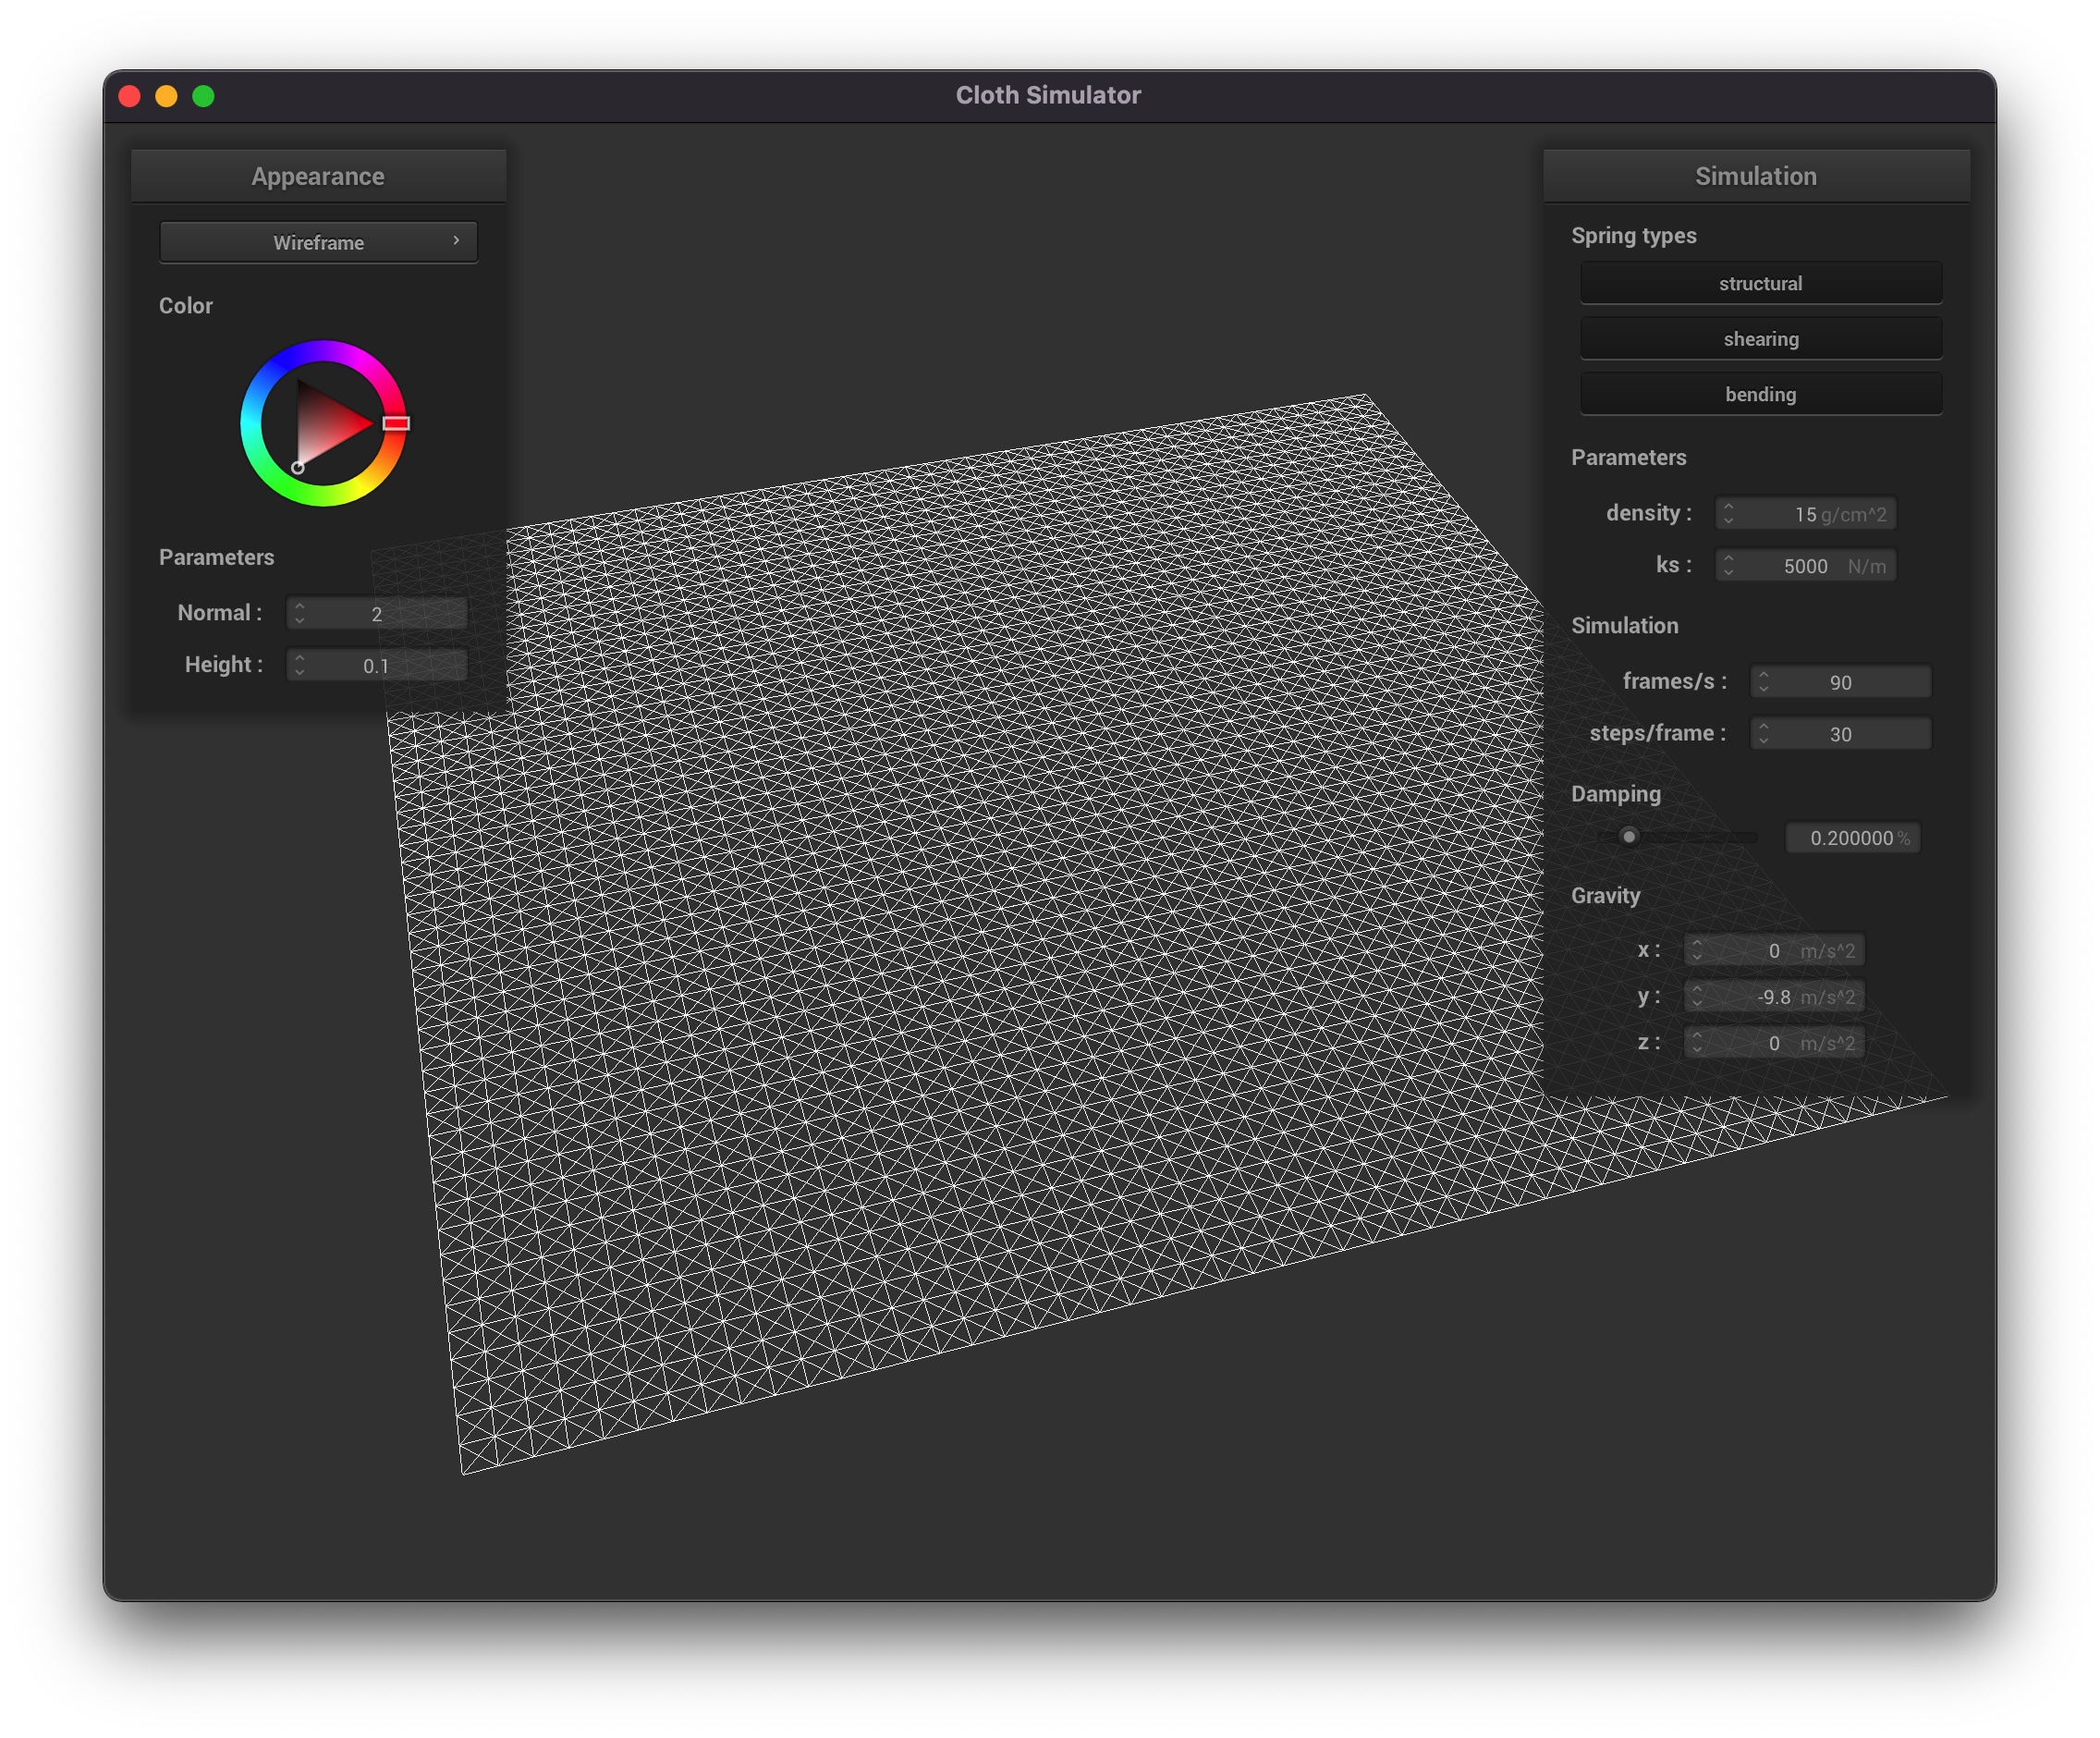 Cloth Simulator
Appearance
Wireframe
Color
Parameters
Normal : 2
Height : 0.1
Simulation
Spring types
structural
shearing
bending
Parameters
density : 15 g/cm^2
ks : 5000 N/m
Simulation
frames/s : 90
steps/frame : 30
Damping
0.200000 %
Gravity
x : 0 m/s^2
y : -9.8 m/s^2
z : 0 m/s^2